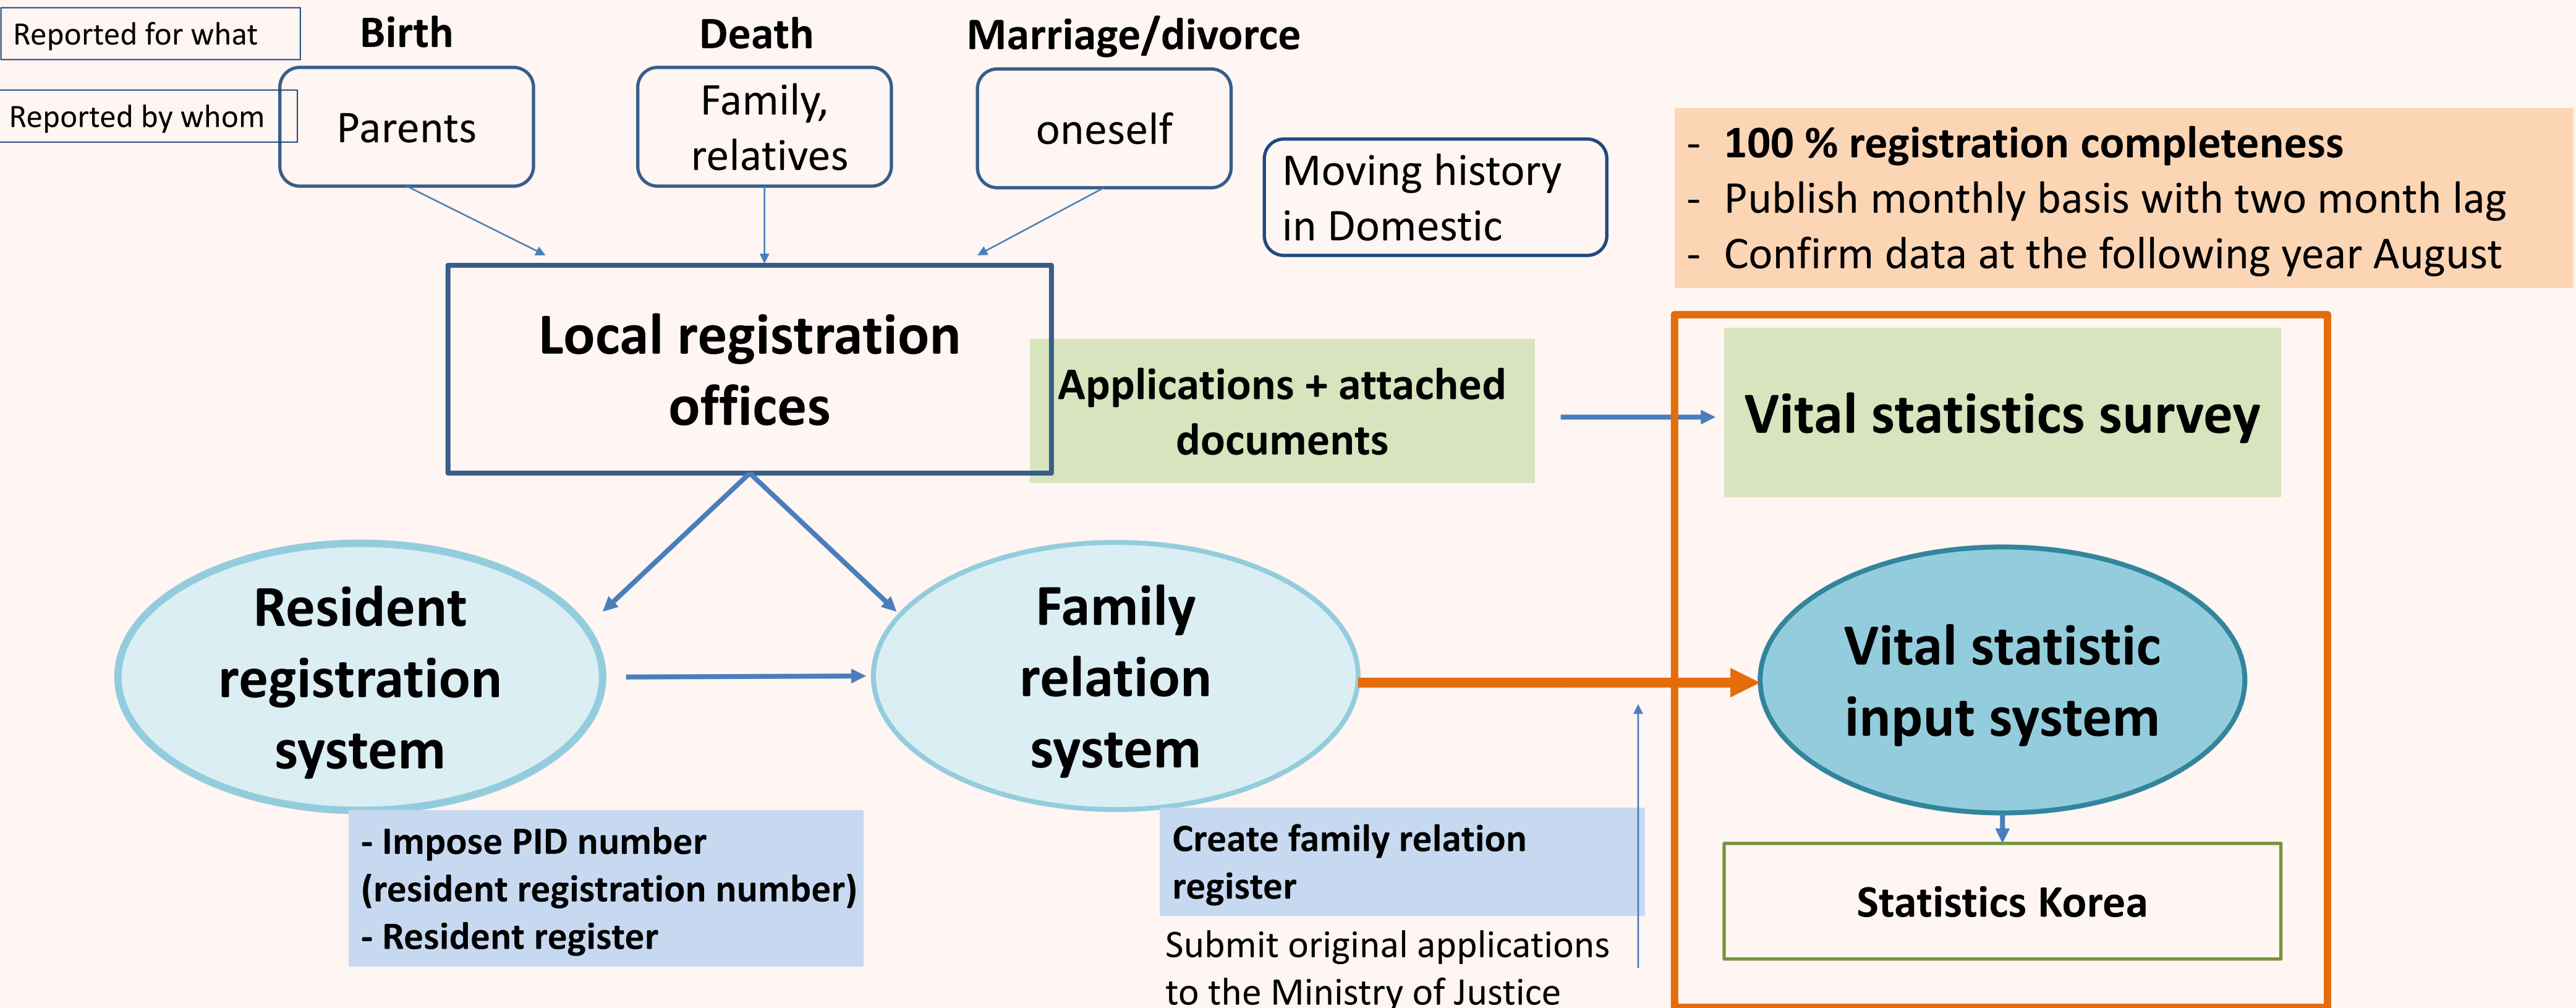 Reported for what
Birth
Death
Marriage/divorce
Reported by whom
Parents
Family,
relatives
oneself
Moving history
in Domestic
- 100 % registration completeness
- Publish monthly basis with two month lag
- Confirm data at the following year August
Local registration
offices
Applications + attached
documents
Vital statistics survey
Resident
registration
system
Family
relation
system
Vital statistic
input system
- Impose PID number
(resident registration number)
- Resident register
Create family relation
register
Submit original applications
to the Ministry of Justice
Statistics Korea